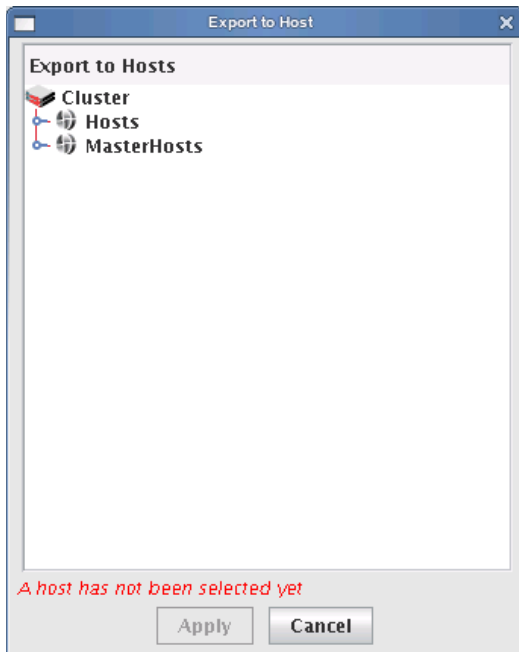 Export to Host
Export to Hosts
Cluster
Hosts
MasterHosts
A host has not been selected yet
Apply
Cancel